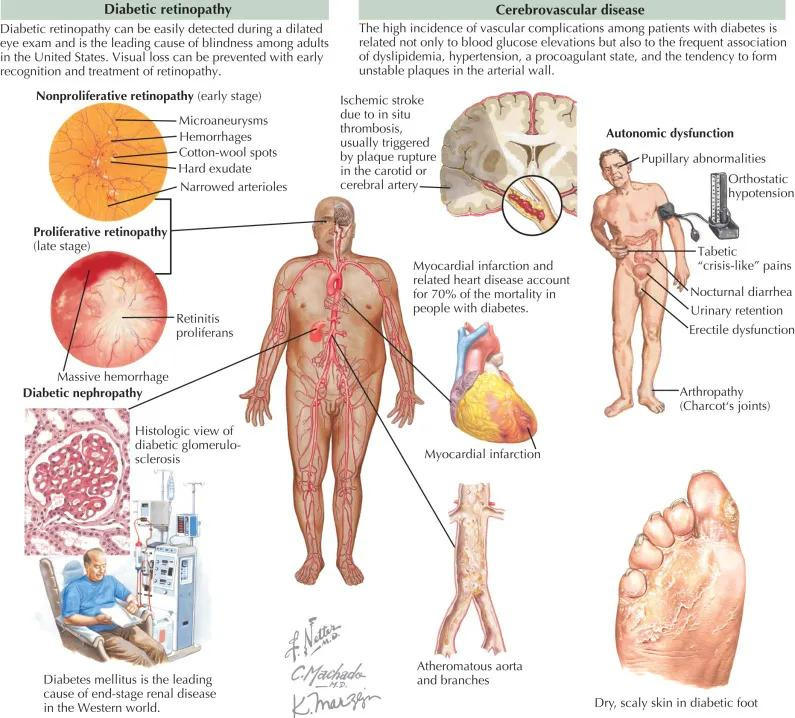 Diabetic retinopathy
Diabetic retinopathy can be easily detected during a dilated
eye exam and is the leading cause of blindness among adults
in the United States. Visual loss can be prevented with early
recognition and treatment of retinopathy.
Nonproliferative retinopathy (early stage)
Microaneurysms
Hemorrhages
Cotton-wool spots
Hard exudate
Narrowed arterioles
Proliferative retinopathy
(late stage)
Retinitis
proliferans
Massive hemorrhage
Diabetic nephropathy
Histologic view of
diabetic glomerulo-
sclerosis
Diabetes mellitus is the leading
cause of end-stage renal disease
in the Western world.
Cerebrovascular disease
The high incidence of vascular complications among patients with diabetes is
related not only to blood glucose elevations but also to the frequent association
of dyslipidemia, hypertension, a procoagulant state, and the tendency to form
unstable plaques in the arterial wall.
Ischemic stroke
due to in situ
thrombosis,
usually triggered
by plaque rupture
in the carotid or
cerebral artery
Myocardial infarction and
related heart disease account
for 70% of the mortality in
people with diabetes.
Myocardial infarction
Atheromatous aorta
and branches
Autonomic dysfunction
Pupillary abnormalities
Orthostatic
hypotension
Tabetic
“crisis-like” pains
Nocturnal diarrhea
Urinary retention
Erectile dysfunction
Arthropathy
(Charcot’s joints)
Dry, scaly skin in diabetic foot
F. Netter
M.D.
C. Machado
M.D.
K. Marzen